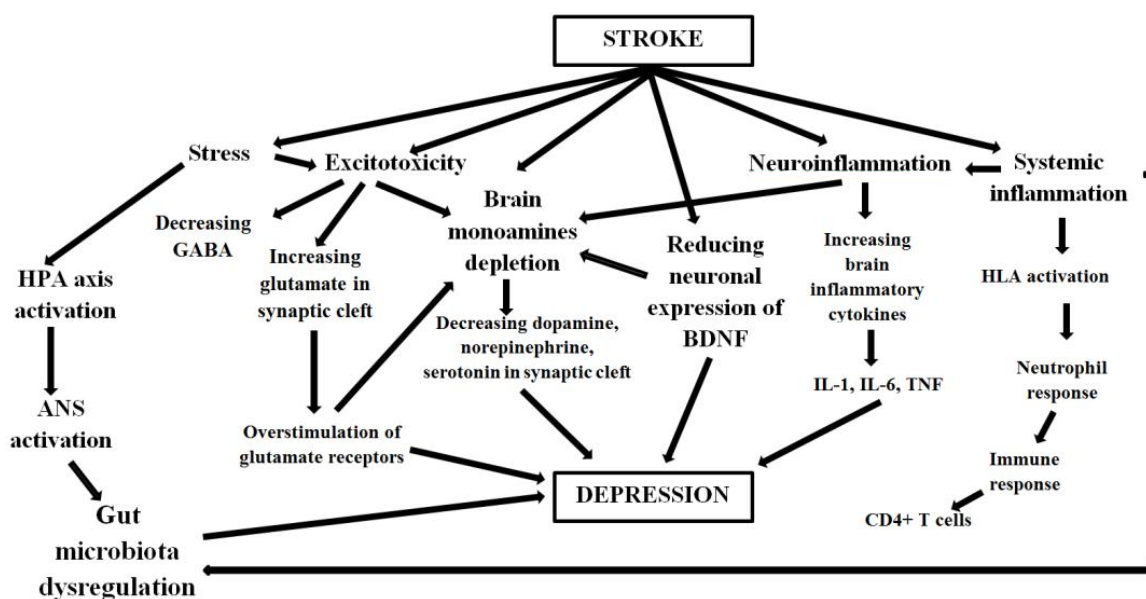 STROKE
Stress
Excitotoxicity
Neuroinflammation
Systemic
inflammation
Decreasing
GABA
Brain
monoamines
depletion
HPA axis
activation
Increasing
glutamate in
synaptic cleft
Reducing
neuronal
expression of
BDNF
Increasing
brain
inflammatory
cytokines
HLA activation
Decreasing dopamine,
norepinephrine,
serotonin in synaptic cleft
IL-1, IL-6, TNF
Neutrophil
response
ANS
activation
Overstimulation of
glutamate receptors
Immune
response
DEPRESSION
CD4+ T cells
Gut
microbiota
dysregulation